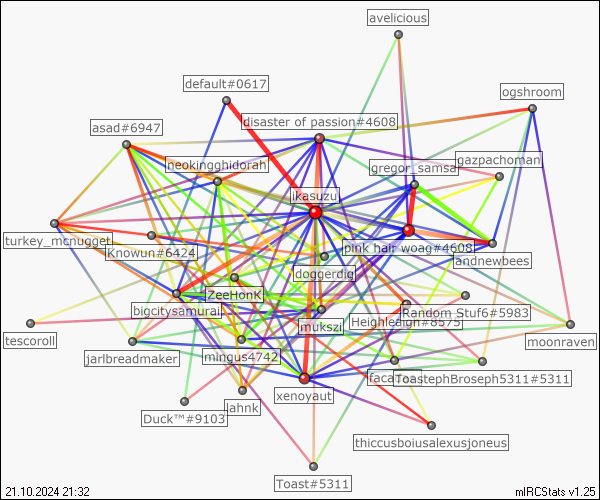 avelicious
default#0617
ogshroom
disaster of passion#4608
asad#6947
gazpachoman
neokingghidorah
gregor_samsa
ikasuzu
turkey_mcnugget
pink hair woag#4608
Knowun#6424
andnewbees
doggerdig
ZeeHonK
bigcitysamurai
Random Stuf6#5983
mukszi
Heighleigh#8575
tescoroll
moonraven
jarlbreadmaker
mingus4742
ToastephBroseph5311#5311
xenoyaut
lahnk
Duck™#9103
thiccusboiusalexusjoneus
Toast#5311
21.10.2024 21:32
mIRCStats v1.25